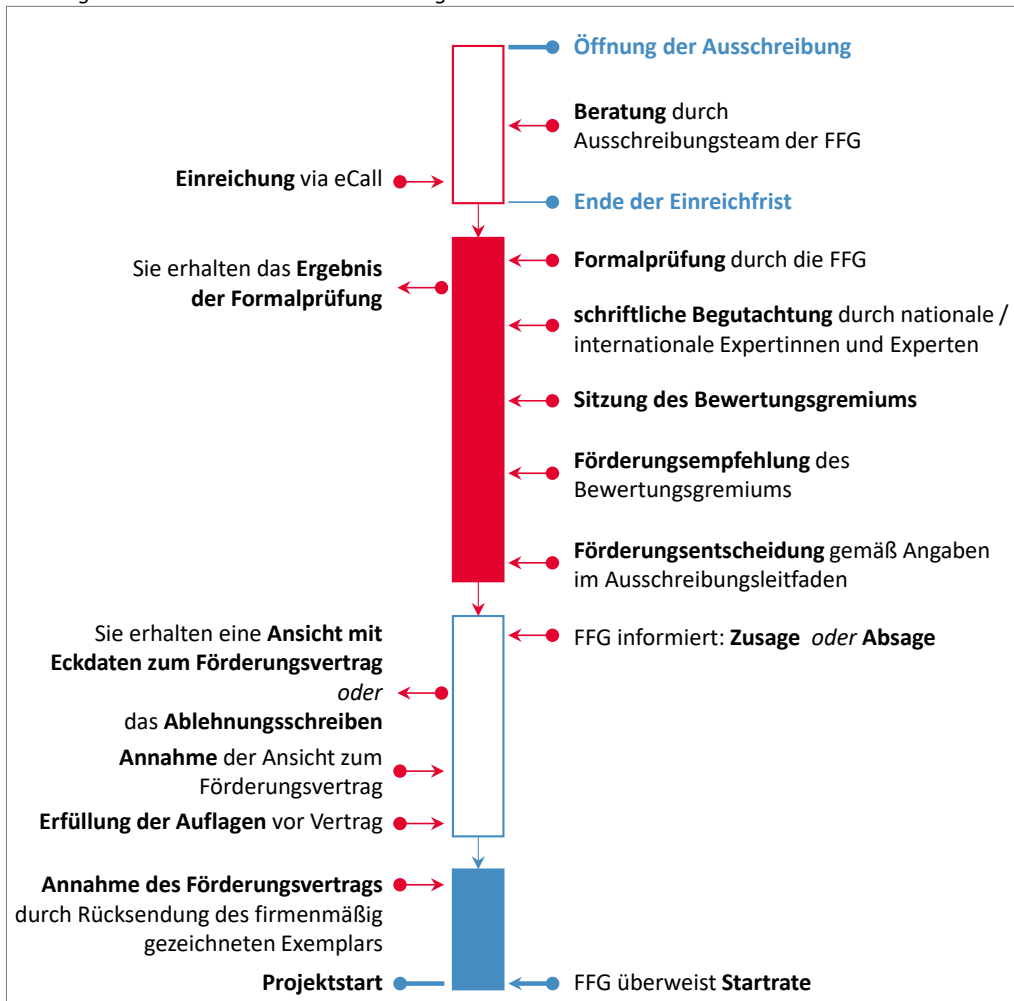 Öffnung der Ausschreibung
Beratung durch
Ausschreibungsteam der FFG
Einreichung via eCall
Ende der Einreichfrist
Formalprüfung durch die FFG
Sie erhalten das Ergebnis
der Formalprüfung
schriftliche Begutachtung durch nationale /
internationale Expertinnen und Experten
Sitzung des Bewertungsgremiums
Förderungsempfehlung des
Bewertungsgremiums
Förderungsentscheidung gemäß Angaben
im Ausschreibungsleitfaden
FFG informiert: Zusage oder Absage
Sie erhalten eine Ansicht mit
Eckdaten zum Förderungsvertrag
oder
das Ablehnungsschreiben
Annahme der Ansicht zum
Förderungsvertrag
Erfüllung der Auflagen vor Vertrag
Annahme des Förderungsvertrags
durch Rücksendung des firmenmäßig
gezeichneten Exemplars
Projektstart
FFG überweist Startrate